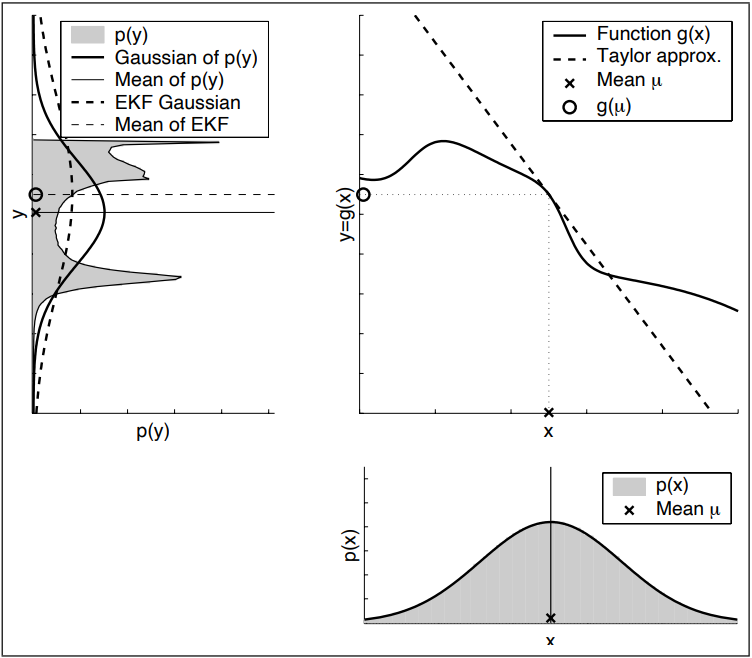 p(y)
Gaussian of p(y)
Mean of p(y)
EKF Gaussian
Mean of EKF
y
p(y)
Function g(x)
Taylor approx.
Mean μ
g(μ)
y=g(x)
x
p(x)
Mean μ
p(x)
x